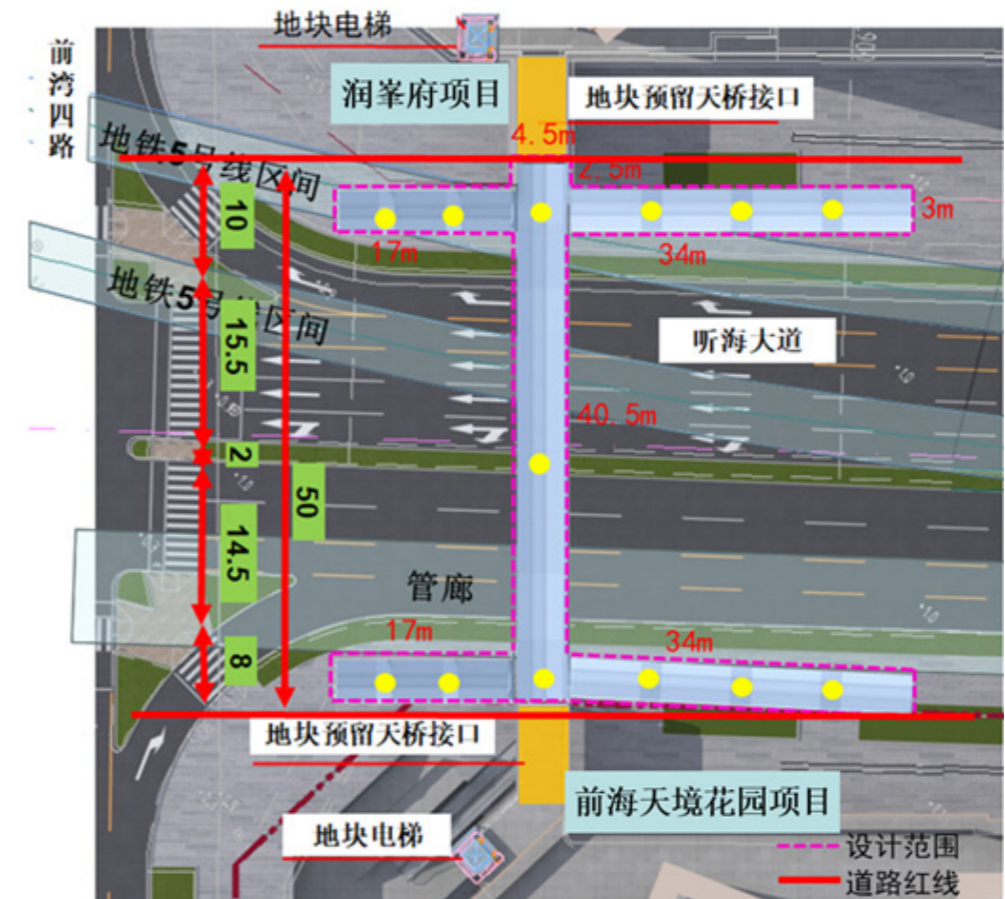 地块电梯
前湾四路
润峯府项目
地块预留天桥接口
4.5m
地铁5号线区间
2.5m
10
3m
17m
34m
地铁5号线区间
15.5
听海大道
40.5m
2
50
14.5
管廊
17m
34m
8
地块预留天桥接口
前海天境花园项目
地块电梯
设计范围
道路红线